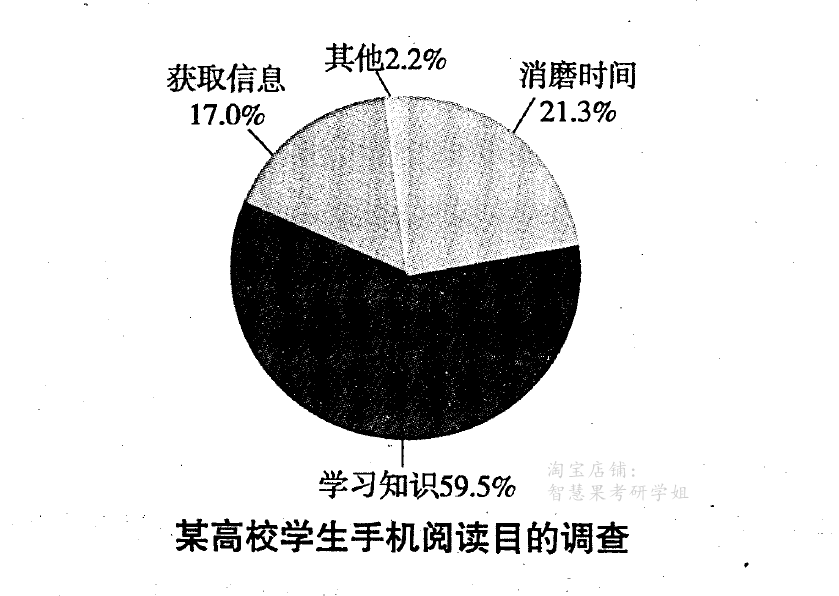 其他2.2%
获取信息
17.0%
消磨时间
21.3%
学习知识59.5%
淘宝店铺:
智慧果考研学姐
某高校学生手机阅读目的调查